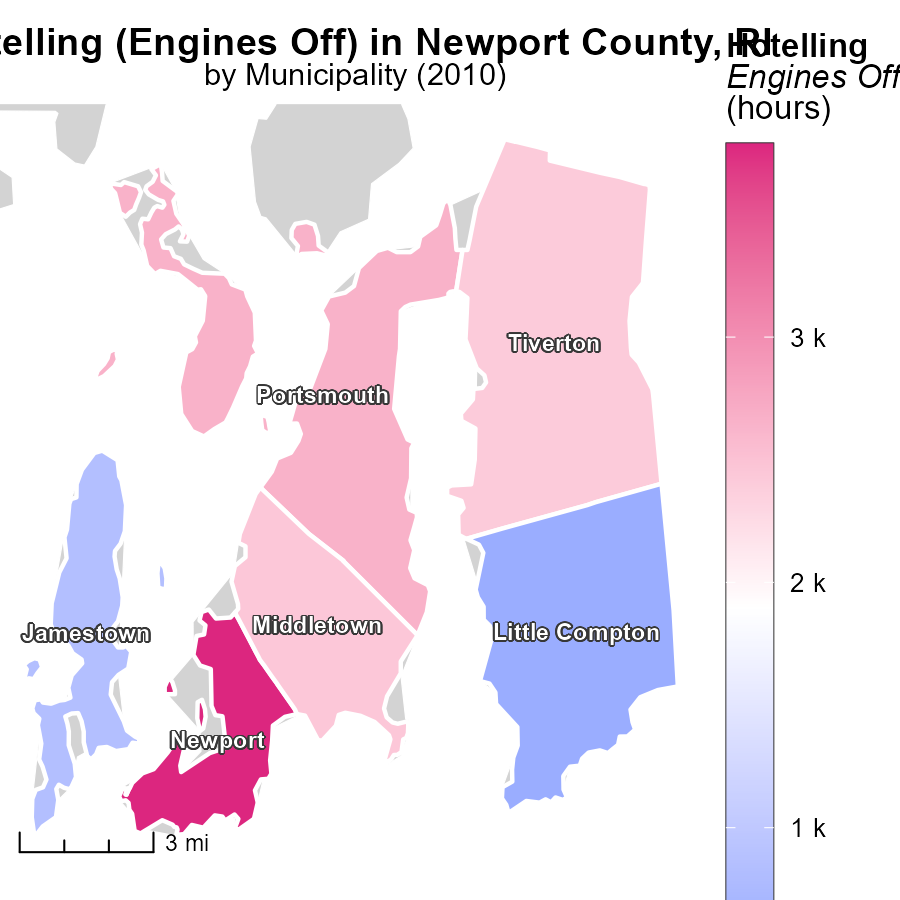 telling (Engines Off) in Newport County, RI
by Municipality (2010)
Hotelling
Engines Off
(hours)
3 k
2 k
1 k
Tiverton
Portsmouth
Middletown
Little Compton
Jamestown
Newport
3 mi